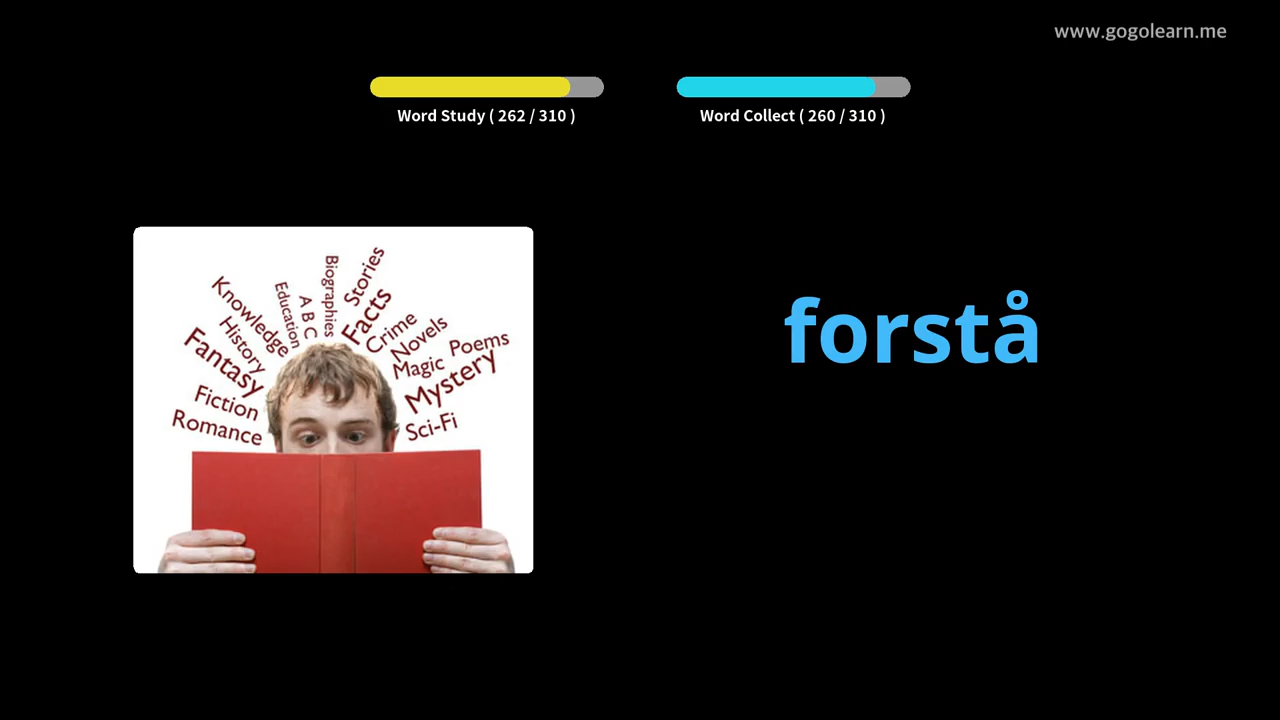 www.gogolearn.me
Word Study ( 262 / 310 )
Word Collect ( 260 / 310 )
forstå
Biographies
Stories
Education
A B C
Facts
Knowledge
History
Crime
Novels
Fantasy
Magic
Poems
Mystery
Fiction
Romance
Sci-Fi